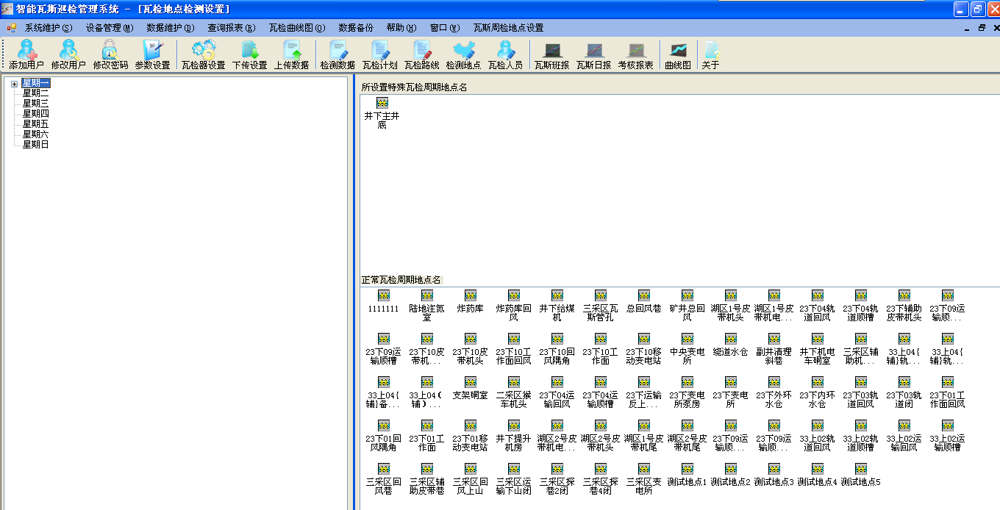 智能瓦斯巡检管理系统 - [瓦检地点检测设置]
系统维护(S) 设备管理(M) 数据维护(D) 查询报表(R) 瓦检曲线图(O) 数据备份 帮助(H) 窗口(W) 瓦斯周检地点设置
添加用户 修改用户 修改密码 参数设置 瓦检器设置 下传设置 上传数据 检测数据 瓦检计划 瓦检路线 检测地点 瓦检人员 瓦斯班报 瓦斯日报 考核报表 曲线图 关于
星期一
星期二
星期三
星期四
星期五
星期六
星期日
所设置特殊瓦检周期地点名
井下主井
底
正常瓦检周期地点名
1111111 陆地注氮 炸药库 炸药库回 井下给煤 三采区瓦 总回风巷 矿井总回 湖区1号皮 湖区1号皮 23下04轨 23下04轨 23下辅助 23下09运
室 风 机 斯管孔 风 带机头 带机电... 道回风 道顺槽 皮带机头 输顺...
23下09运 23下10皮 23下10皮 23下10工 23下10回 23下10工 23下10移 中央变电 绕道水仓 副井清理 井下机电 三采区辅 33上04{ 33上04{
输顺槽 带机... 带机头 作面回风 风隅角 作面 动变电站 所 斜巷 车硐室 助机... 辅}轨... 辅}轨...
33上04{ 33上04( 支架硐室 二采区猴 23下04运 23下04运 23下运输 23下变电 23下变电 23下外环 23下内环 23下03轨 23下03轨 23下01工
辅}备... 辅)... 车机头 输回风 输顺槽 反上... 所泵房 所 水仓 水仓 道回风 道闭 作面回风
23下01回 23下01工 23下01移 井下提升 湖区2号皮 湖区2号皮 湖区1号皮 湖区2号皮 23下09运 23下09运 33上02轨 33上02轨 33上02运 33上02运
风隅角 作面 动变电站 机房 带机电... 带机头 带机尾 带机尾 输顺... 输顺... 道回风 道顺槽 输回风 输顺槽
三采区回 三采区辅 三采区回 三采区运 三采区探 三采区探 三采区变 测试地点1 测试地点2 测试地点3 测试地点4 测试地点5
风巷 助皮带巷 风上山 输下山闭 巷2闭 巷4闭 电所